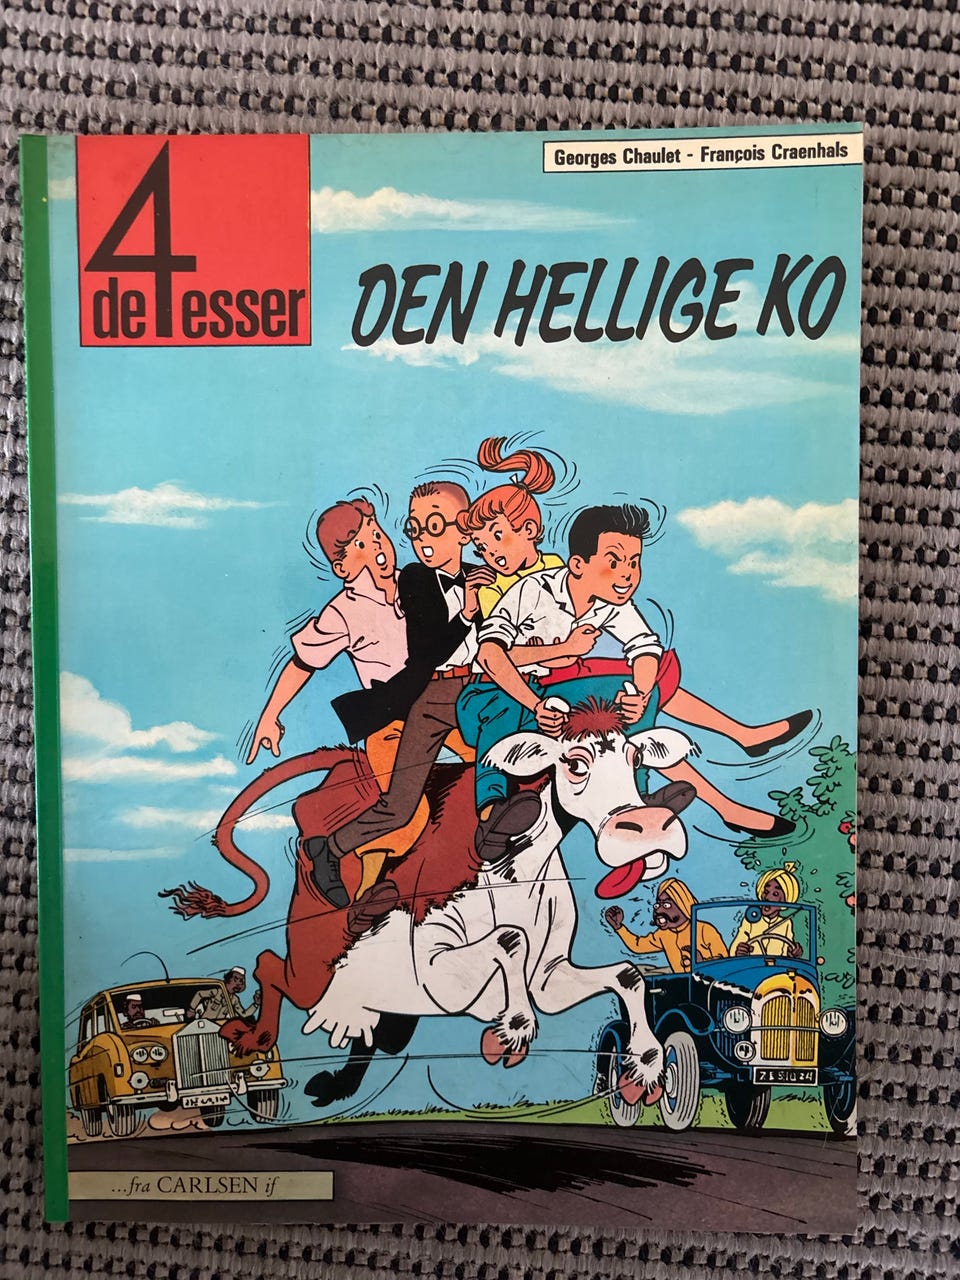 4
de esser
Georges Chaulet - François Craenhals
DEN HELLIGE KO
...fra CARLSEN if